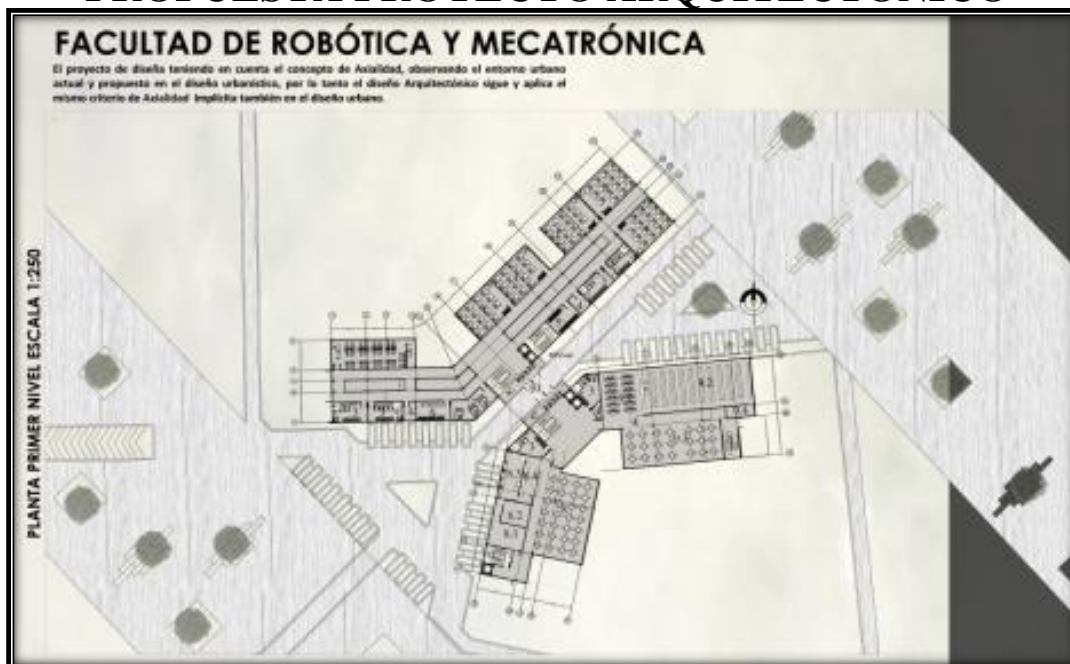 PROPUESTA PROYECTO ARQUITECTÓNICO
FACULTAD DE ROBÓTICA Y MECATRÓNICA
El proyecto de diseña teniendo en cuenta el concepto de Axialidad, observando el entorno urbano
actual y propuesto en el diseño urbanístico, por lo tanto el diseño Arquitectónico sigue y aplica el
mismo criterio de Axialidad implícita también en el diseño urbano.
PLANTA PRIMER NIVEL ESCALA 1:250